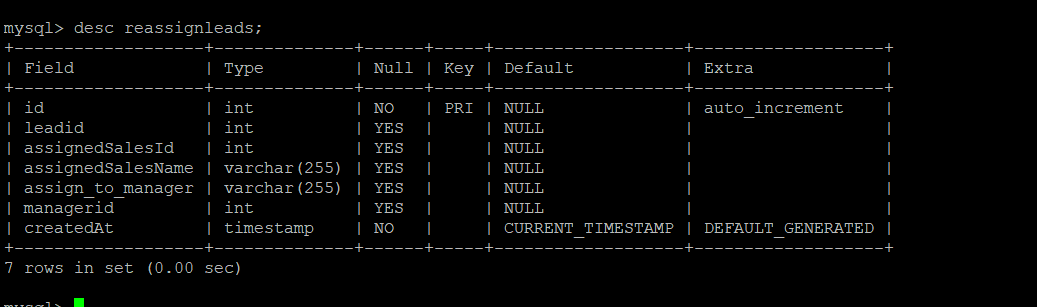 mysql> desc reassignleads;
+--------------------+--------------+------+-----+-------------------+-------------------+
| Field              | Type         | Null | Key | Default           | Extra             |
+--------------------+--------------+------+-----+-------------------+-------------------+
| id                 | int          | NO   | PRI | NULL              | auto_increment    |
| leadid             | int          | YES  |     | NULL              |                   |
| assignedSalesId    | int          | YES  |     | NULL              |                   |
| assignedSalesName  | varchar(255) | YES  |     | NULL              |                   |
| assign_to_manager  | varchar(255) | YES  |     | NULL              |                   |
| managerid          | int          | YES  |     | NULL              |                   |
| createdAt          | timestamp    | NO   |     | CURRENT_TIMESTAMP | DEFAULT_GENERATED |
+--------------------+--------------+------+-----+-------------------+-------------------+
7 rows in set (0.00 sec)
mysql>